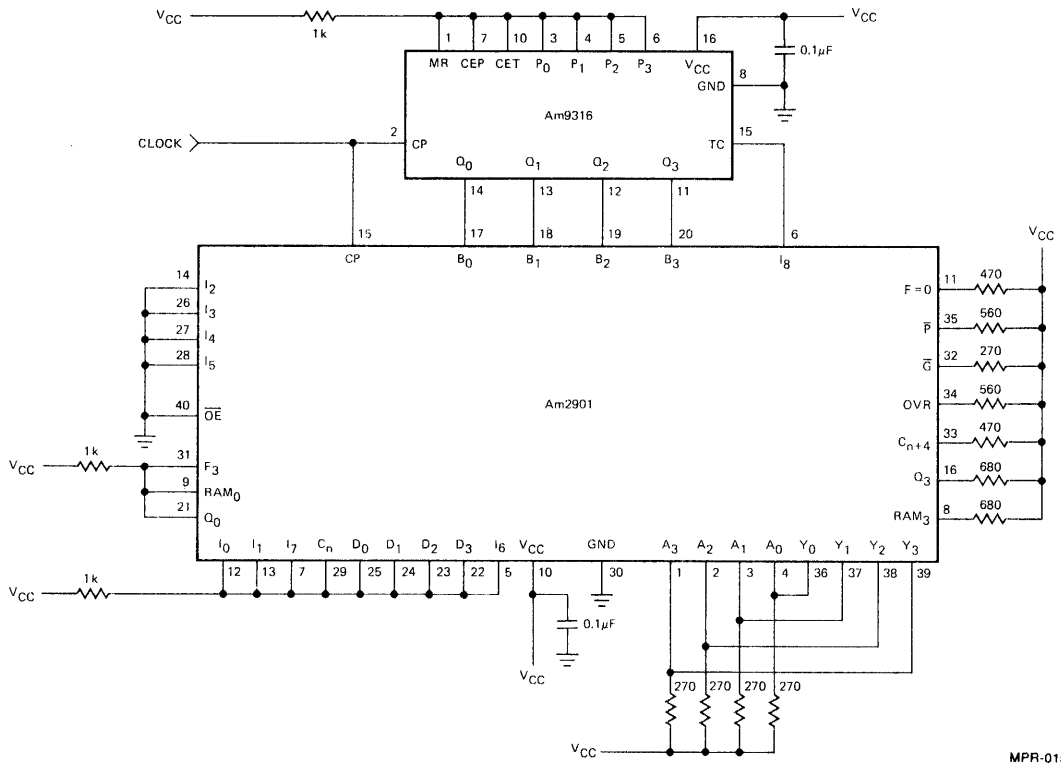 VCC 1k VCC
1 7 10 3 4 5 6 16
0.1µF
MR CEP CET P0 P1 P2 P3 VCC
8
GND
Am9316
2 15
CLOCK CP TC
Q0 Q1 Q2 Q3
14 13 12 11
15 17 18 19 20 6
CP B0 B1 B2 B3 I8
VCC
14 I2
F=0 11 470
26 I3
P̅ 35 560
27 I4
28 I5
G̅ 32 270
40 O̅E̅
Am2901
OVR 34 560
Cn+4 33 470
VCC 1k 31 F3
Q3 16 680
9 RAM0
21 Q0
RAM3 8 680
I0 I1 I7 Cn D0 D1 D2 D3 I6 VCC GND A3 A2 A1 A0 Y0 Y1 Y2 Y3
12 13 7 29 25 24 23 22 5 10 30 1 2 3 4 36 37 38 39
VCC 1k
0.1µF
VCC
270 270 270 270
VCC
MPR-01